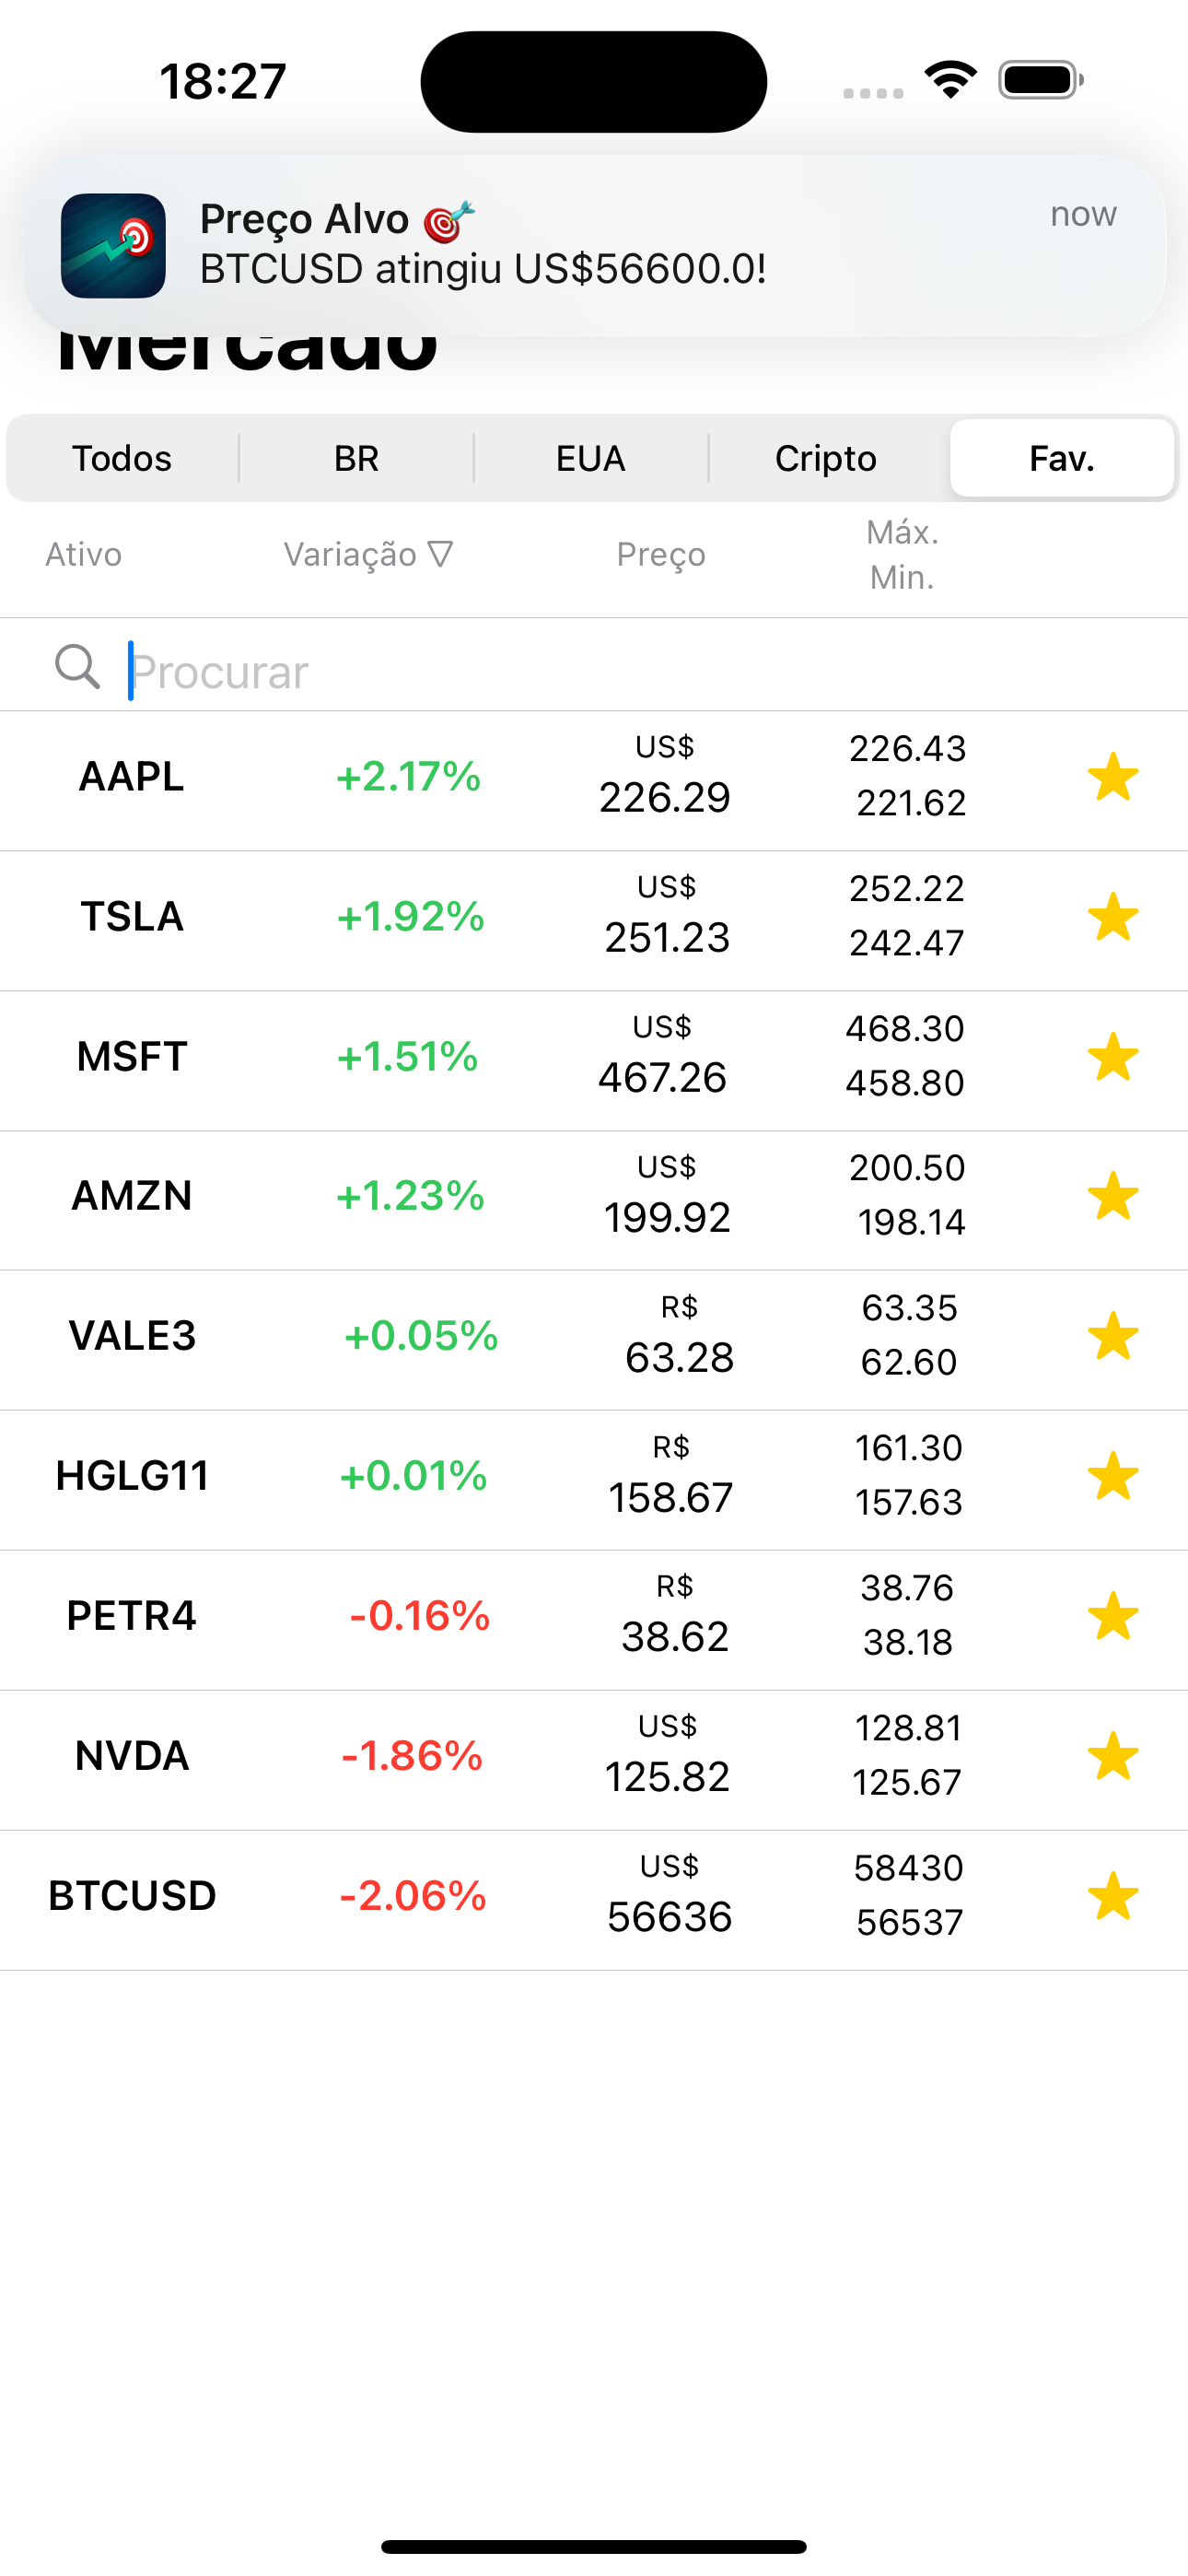 18:27
Preço Alvo 🎯
now
BTCUSD atingiu US$56600.0!
Mercado
Todos BR EUA Cripto Fav.
Ativo Variação ▽ Preço Máx.
Min.
Procurar
AAPL +2.17% US$ 226.29 226.43
221.62
TSLA +1.92% US$ 251.23 252.22
242.47
MSFT +1.51% US$ 467.26 468.30
458.80
AMZN +1.23% US$ 199.92 200.50
198.14
VALE3 +0.05% R$ 63.28 63.35
62.60
HGLG11 +0.01% R$ 158.67 161.30
157.63
PETR4 -0.16% R$ 38.62 38.76
38.18
NVDA -1.86% US$ 125.82 128.81
125.67
BTCUSD -2.06% US$ 56636 58430
56537